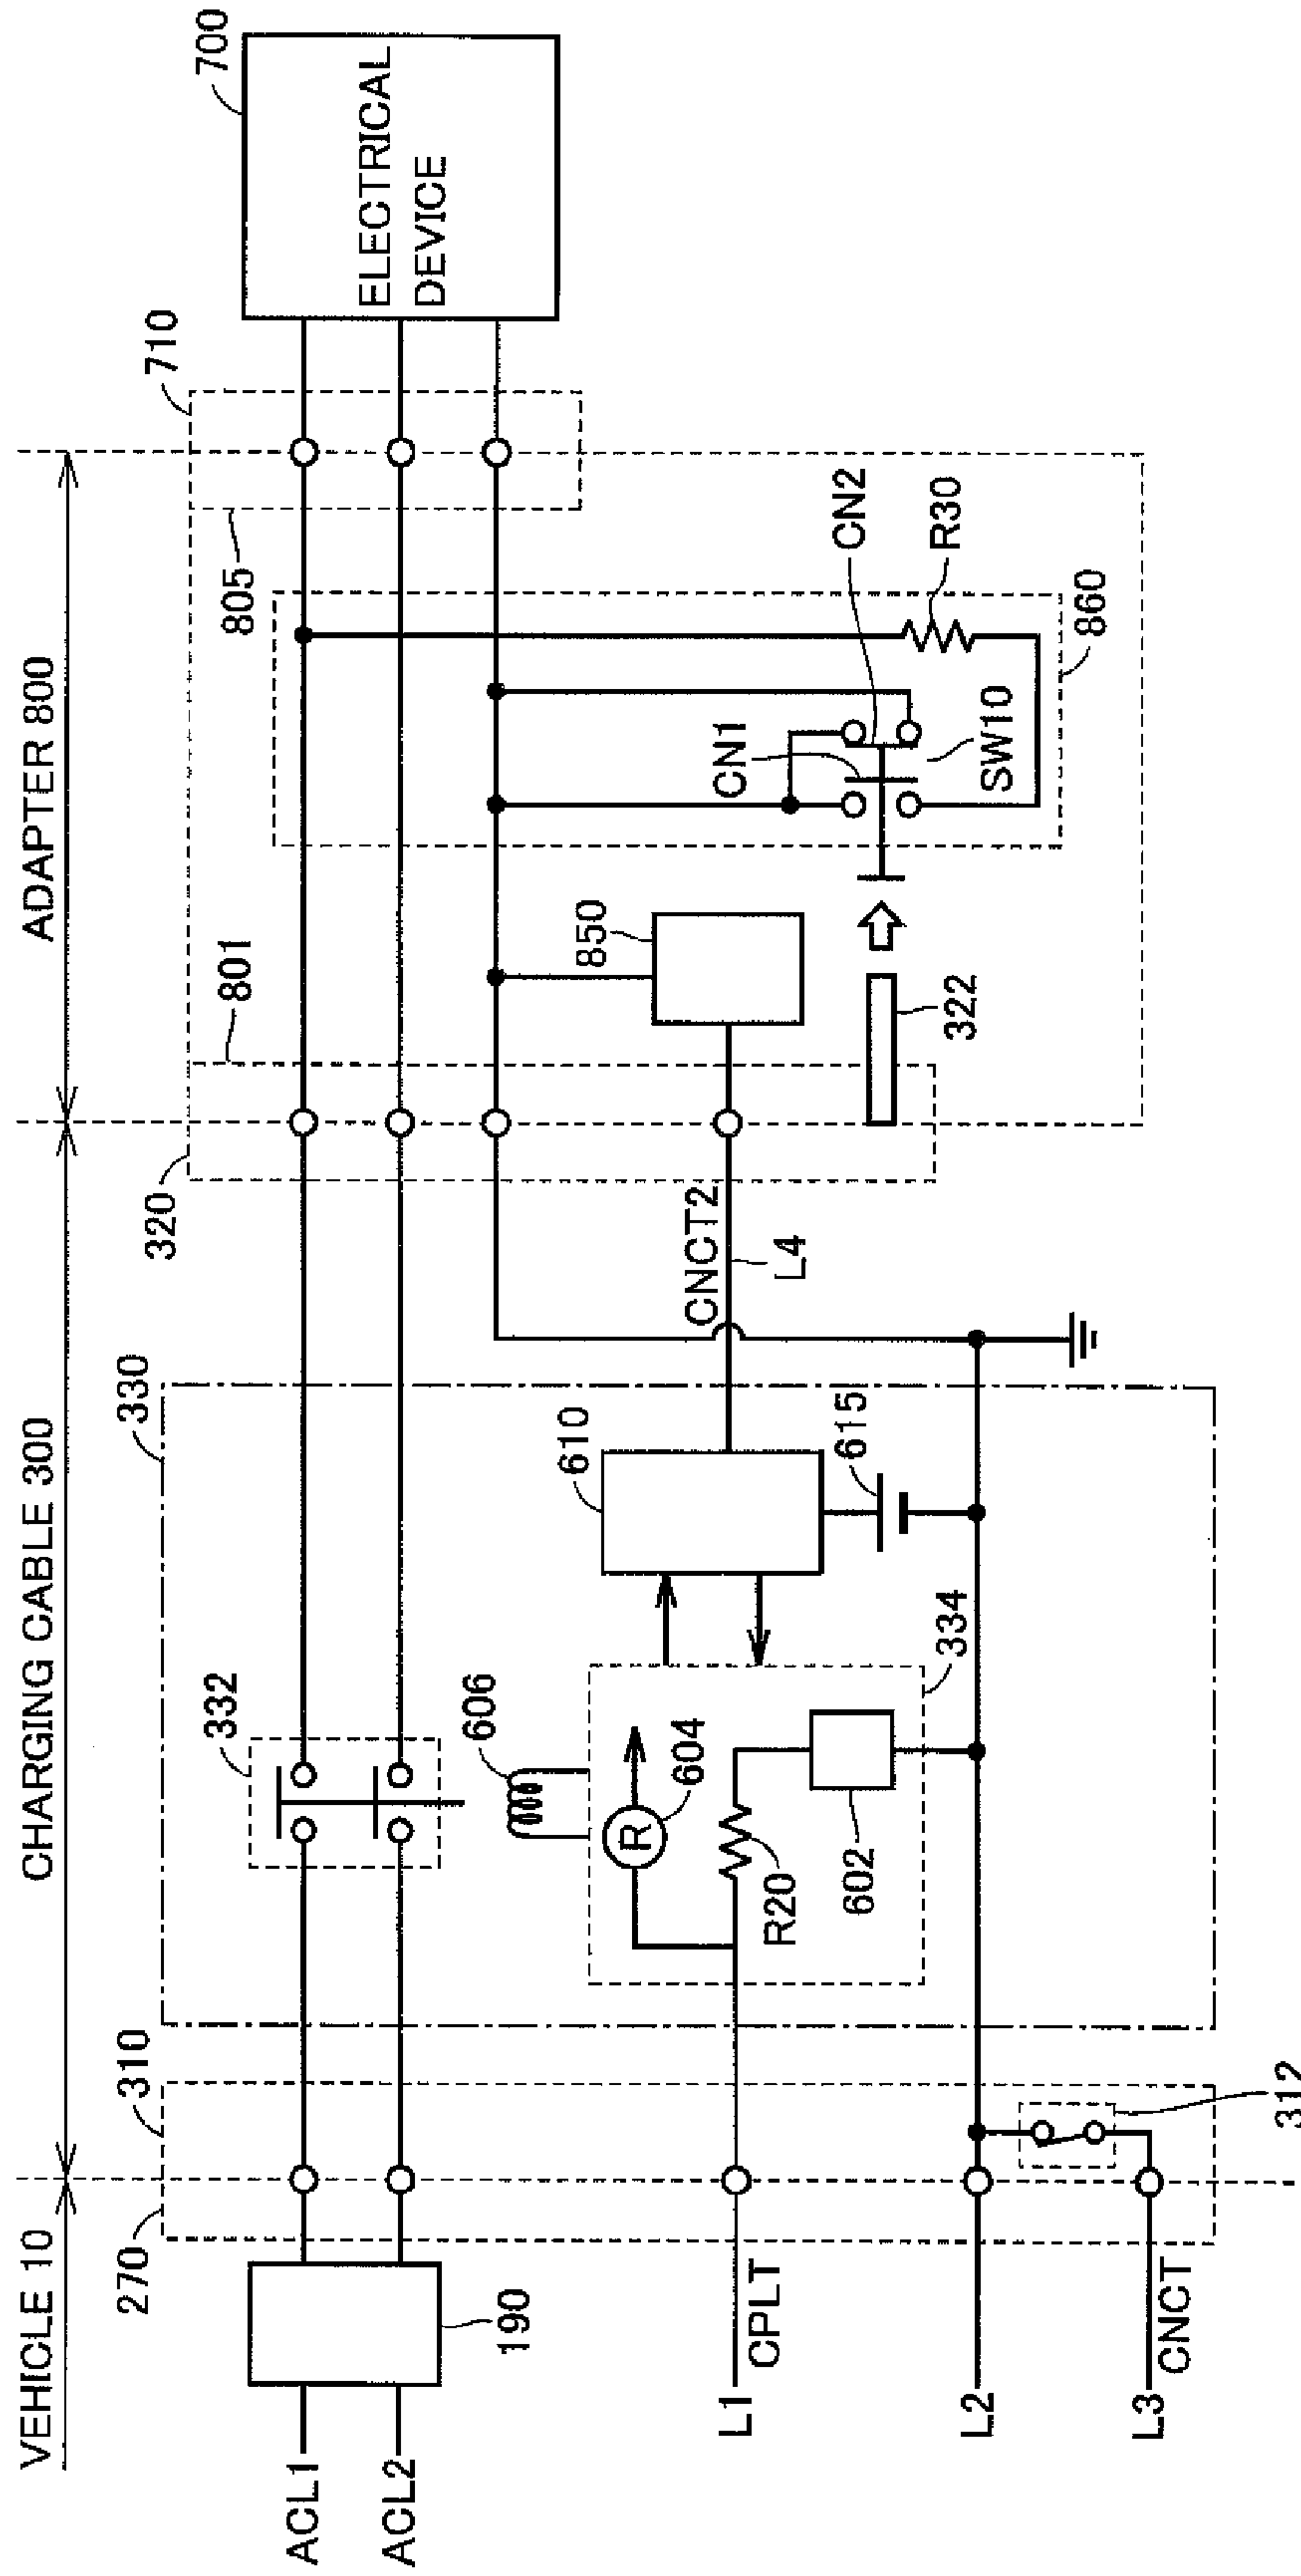 VEHICLE 10
CHARGING CABLE 300
ADAPTER 800
270
310
330
320
801
805
710
700
332
ACL1
ACL2
190
606
ELECTRICAL
DEVICE
R
604
610
CNCT2
L4
850
CN1
CN2
L1
CPLT
R20
602
615
322
SW10
R30
334
860
L2
L3
CNCT
312